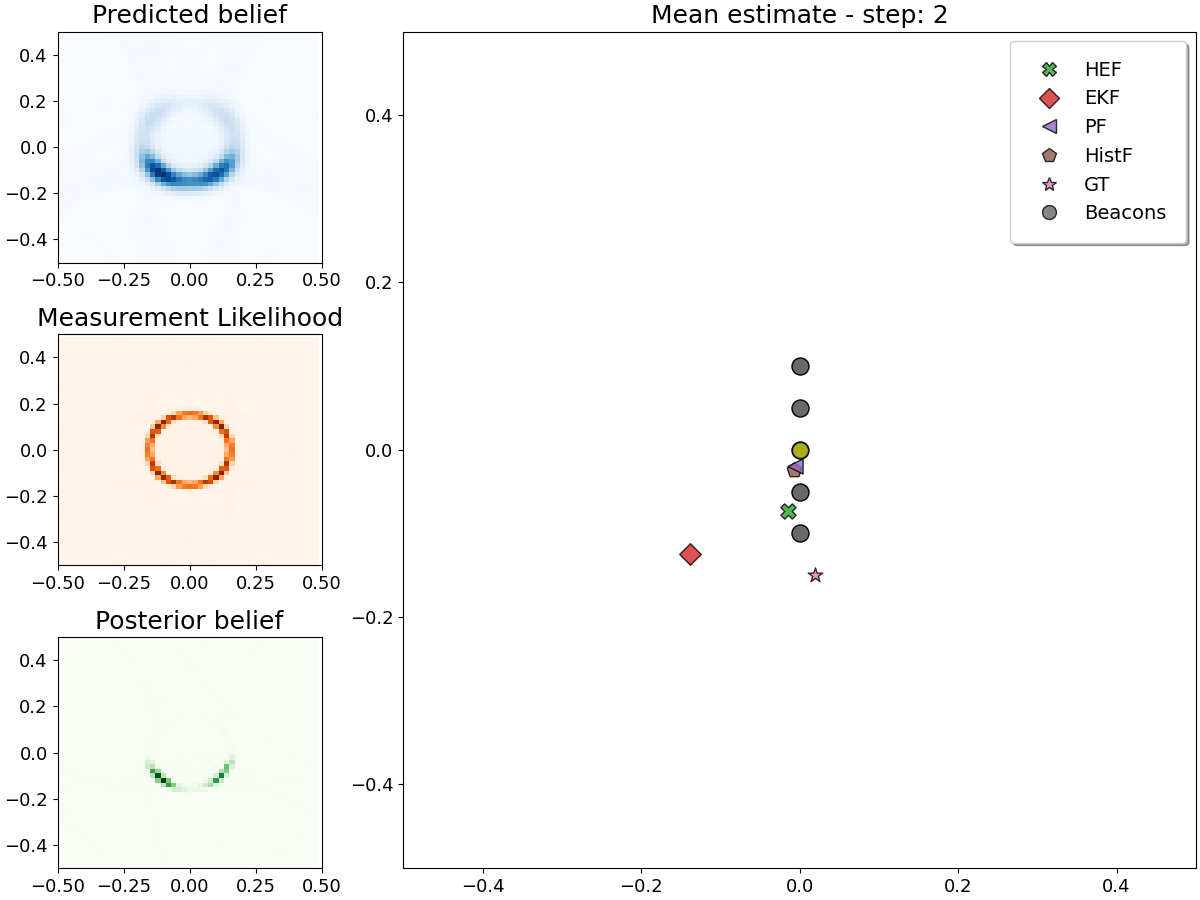 Predicted belief
0.4
0.2
0.0
−0.2
−0.4
−0.50 −0.25 0.00 0.25 0.50
Measurement Likelihood
0.4
0.2
0.0
−0.2
−0.4
−0.50 −0.25 0.00 0.25 0.50
Posterior belief
0.4
0.2
0.0
−0.2
−0.4
−0.50 −0.25 0.00 0.25 0.50
Mean estimate - step: 2
HEF
EKF
PF
HistF
GT
Beacons
0.4
0.2
0.0
−0.2
−0.4
−0.4 −0.2 0.0 0.2 0.4